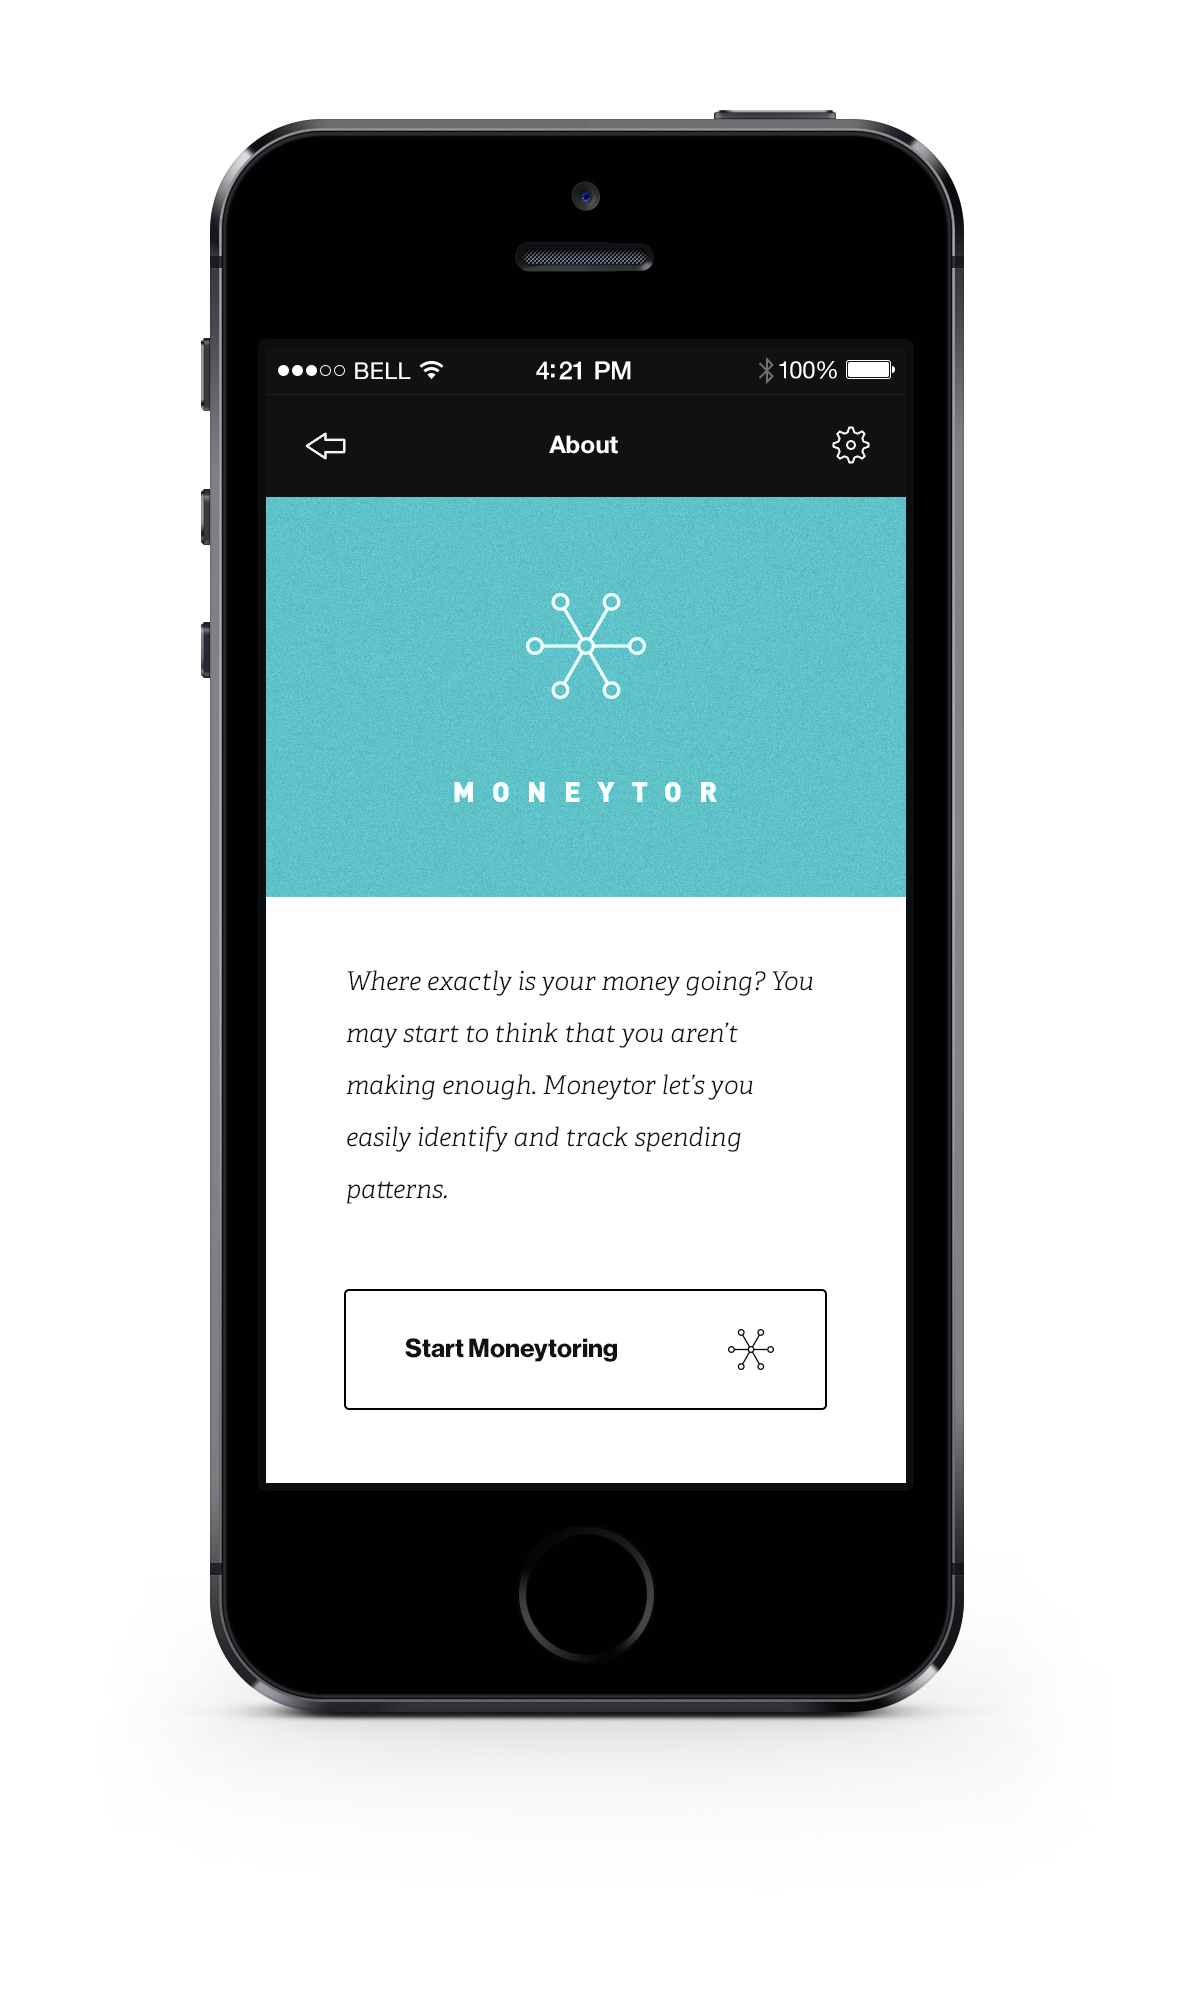 BELL 4:21 PM 100%
About
MONEYTOR
Where exactly is your money going? You
may start to think that you aren’t
making enough. Moneytor let’s you
easily identify and track spending
patterns.
Start Moneytoring